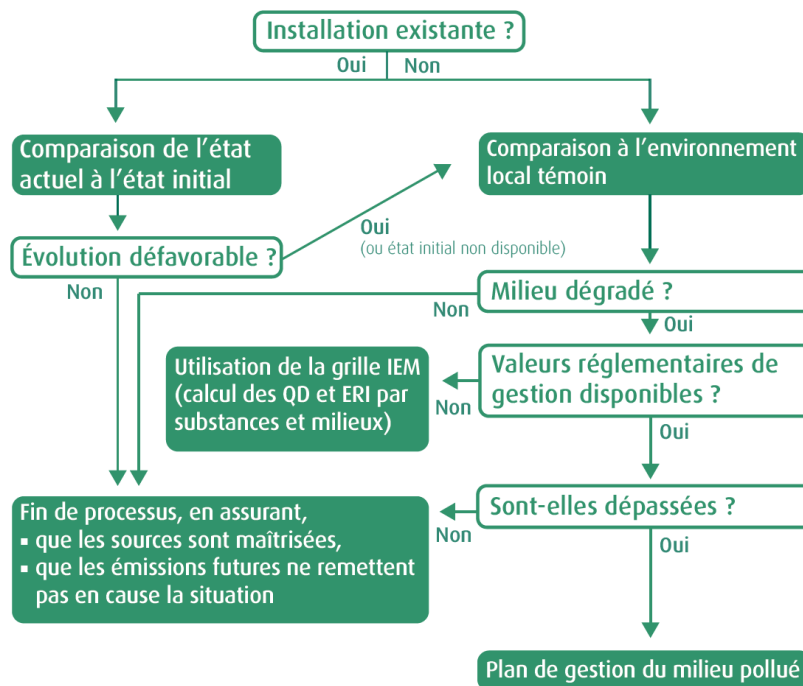 Installation existante ?
Oui
Non
Comparaison de l'état
actuel à l'état initial
Comparaison à l'environnement
local témoin
Oui
(ou état initial non disponible)
Évolution défavorable ?
Non
Milieu dégradé ?
Non
Oui
Utilisation de la grille IEM
(calcul des QD et ERI par
substances et milieux)
Valeurs réglementaires de
gestion disponibles ?
Non
Oui
Fin de processus, en assurant,
▪ que les sources sont maîtrisées,
▪ que les émissions futures ne remettent
pas en cause la situation
Sont-elles dépassées ?
Non
Oui
Plan de gestion du milieu pollué